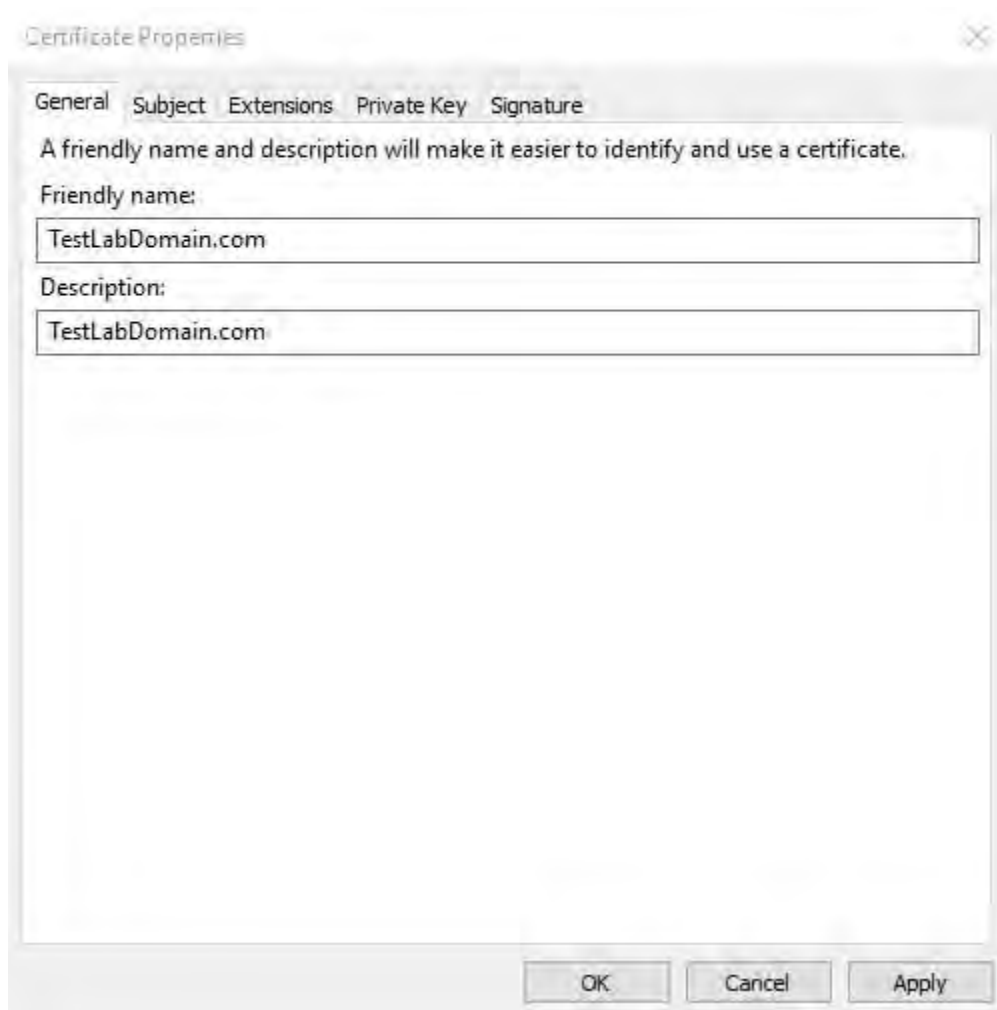 Certificate Properties
General Subject Extensions Private Key Signature
A friendly name and description will make it easier to identify and use a certificate.
Friendly name:
TestLabDomain.com
Description:
TestLabDomain.com
OK Cancel Apply